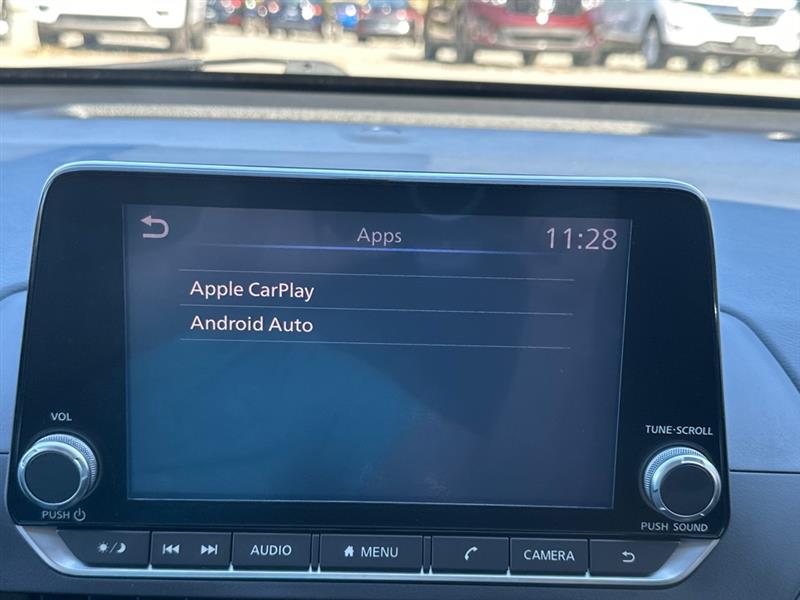 Apps
11:28
Apple CarPlay
Android Auto
VOL
PUSH
TUNE·SCROLL
PUSH SOUND
AUDIO
MENU
CAMERA